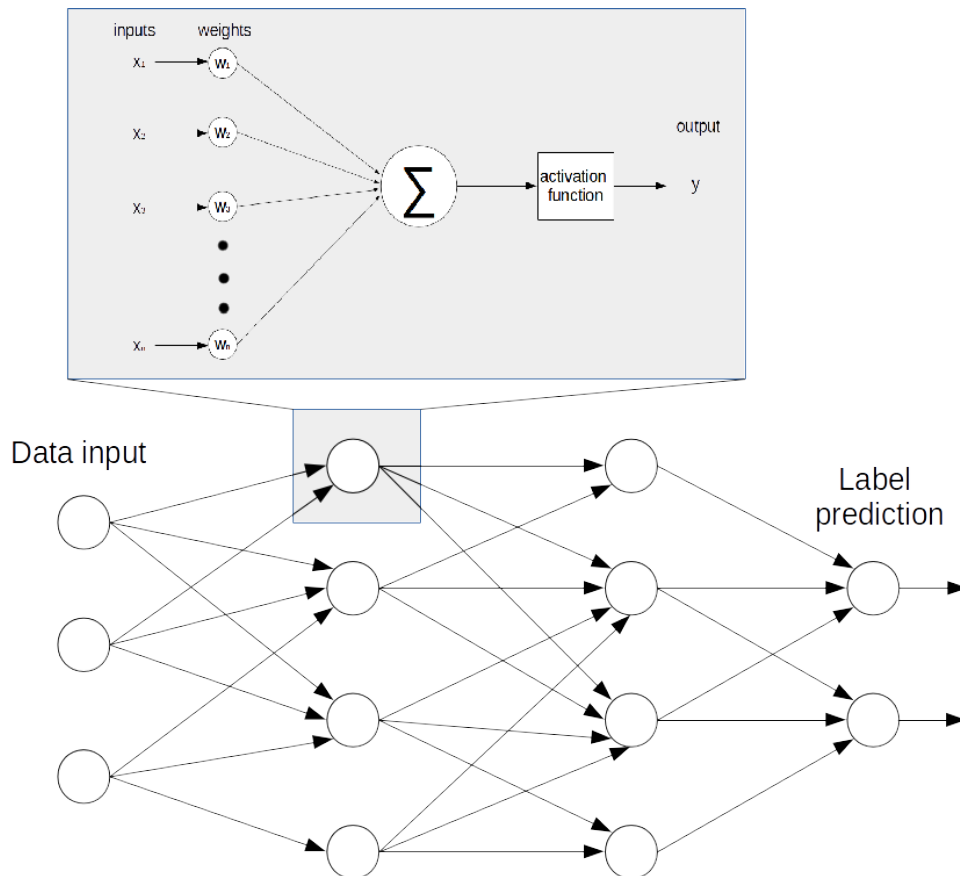 inputs weights
x₁ w₁
x₂ w₂
output
∑
activation
function
y
x₃ w₃
xₙ wₙ
Data input
Label
prediction